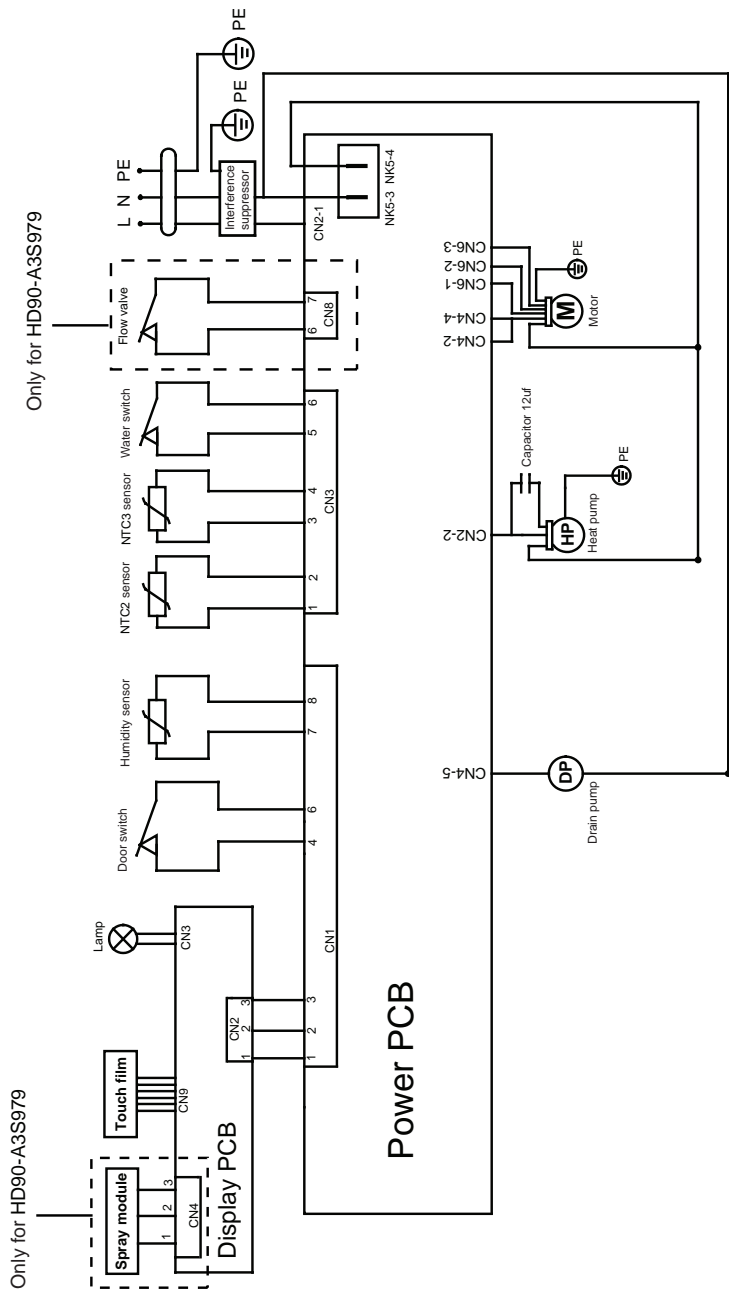 Only for HD90-A3S979
Spray module
1
2
3
CN4
Display PCB
Touch film
CN9
Lamp
CN3
CN2
1
2
3
Door switch
Humidity sensor
NTC2 sensor
NTC3 sensor
Water switch
Only for HD90-A3S979
Flow valve
L
N
PE
PE
PE
Interference
suppressor
CN2-1
NK5-3
NK5-4
1
2
3
4
6
7
8
CN1
1
2
3
4
5
6
CN3
6
7
CN8
Power PCB
CN4-5
CN2-2
CN4-2
CN4-4
CN6-1
CN6-2
CN6-3
DP
Drain pump
Capacitor 12uf
HP
Heat pump
PE
M
Motor
PE